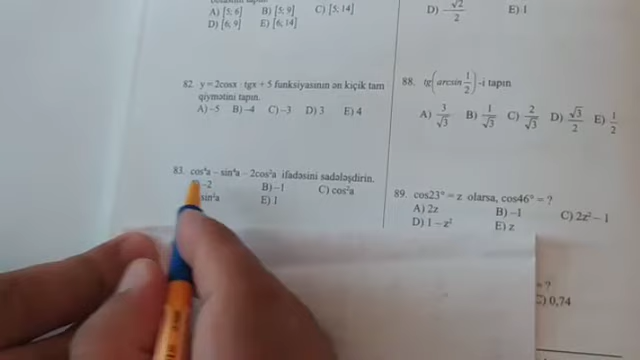 A) [5; 6] B) [5; 9] C) [5; 14]
D) [6; 9] E) [6; 14]
82. y = 2cosx · tgx + 5 funksiyasının ən kiçik tam
qiymətini tapın.
A) –5 B) –4 C) –3 D) 3 E) 4
83. cos⁴a – sin⁴a – 2cos²a ifadəsini sadələşdirin.
–2 B) –1 C) cos²a
sin²a E) 1
D) –√2/2 E) 1
88. tg(arcsin 1/2) -i tapın.
A) 3/√3 B) 1/√3 C) 2/√3 D) √3/2 E) 1/2
89. cos23° = z olarsa, cos46° = ?
A) 2z B) –1 C) 2z² – 1
D) 1 – z² E) z
= ?
C) 0,74